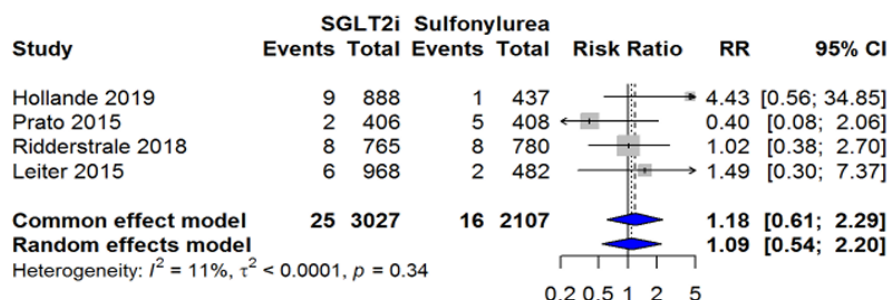 SGLT2i Sulfonylurea
Study Events Total Events Total Risk Ratio RR 95% CI
Hollande 2019 9 888 1 437 4.43 [0.56; 34.85]
Prato 2015 2 406 5 408 0.40 [0.08; 2.06]
Ridderstrale 2018 8 765 8 780 1.02 [0.38; 2.70]
Leiter 2015 6 968 2 482 1.49 [0.30; 7.37]
Common effect model 25 3027 16 2107 1.18 [0.61; 2.29]
Random effects model 1.09 [0.54; 2.20]
Heterogeneity: I² = 11%, τ² < 0.0001, p = 0.34
0.2 0.5 1 2 5